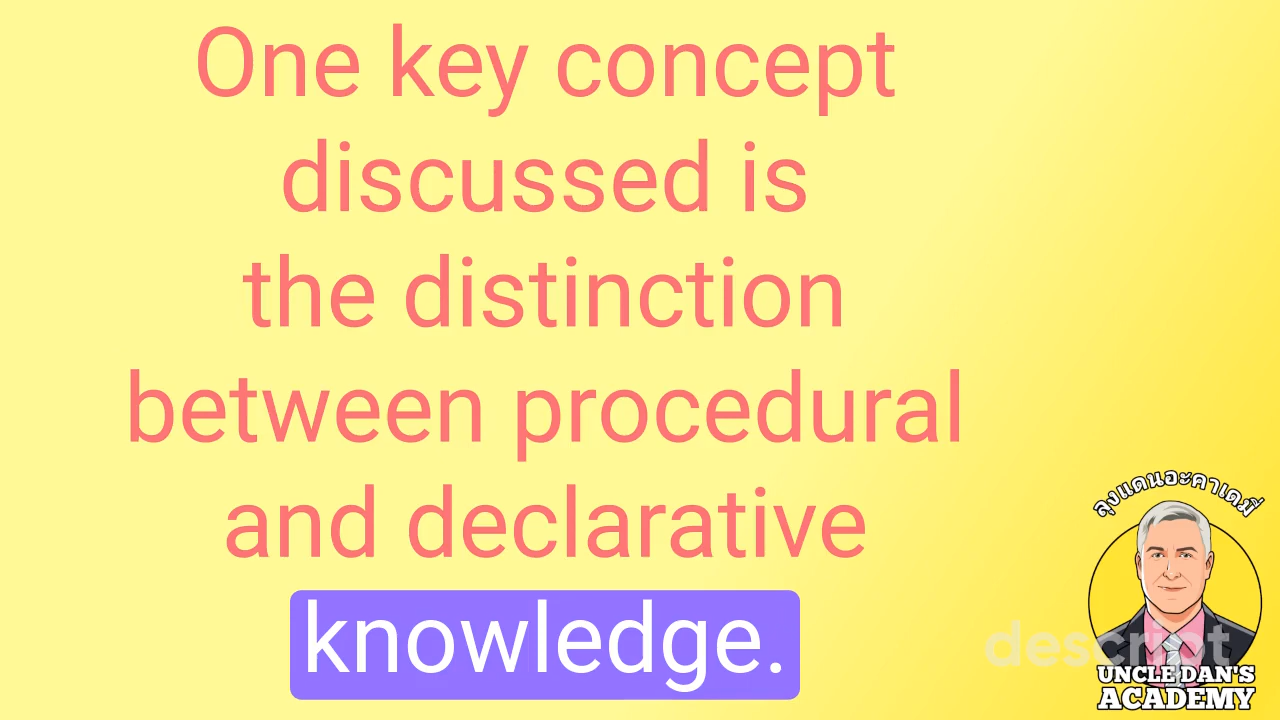 One key concept
discussed is
the distinction
between procedural
and declarative
knowledge.
ลุงแดนอะคาเดมี่
descript
UNCLE DAN'S
ACADEMY